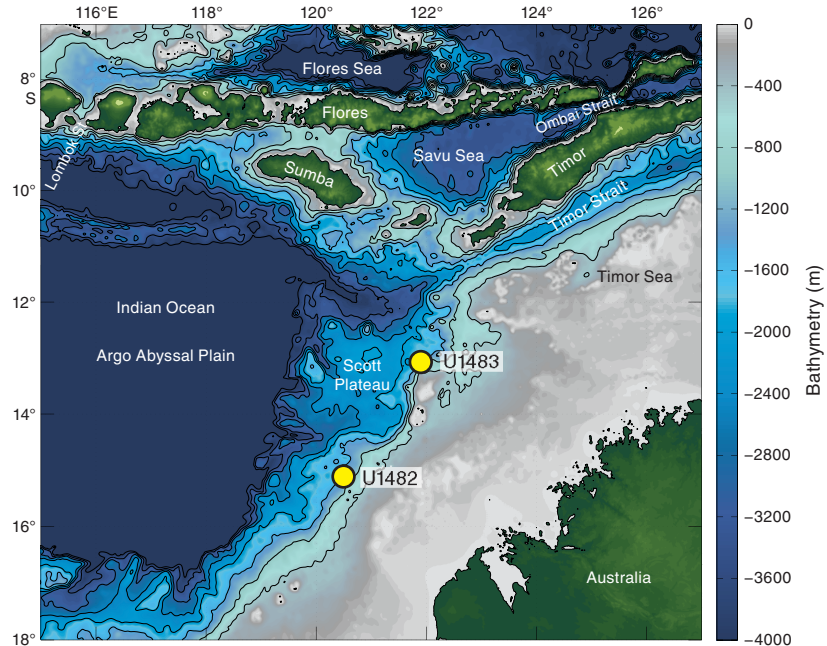 116°E 118° 120° 122° 124° 126°
8°
S
10°
12°
14°
16°
18°
Flores Sea
Flores
Ombai Strait
Savu Sea
Lombok St.
Sumba
Timor
Timor Strait
Timor Sea
Indian Ocean
Argo Abyssal Plain
Scott
Plateau
U1483
U1482
Australia
0
-400
-800
-1200
-1600
-2000
-2400
-2800
-3200
-3600
-4000
Bathymetry (m)